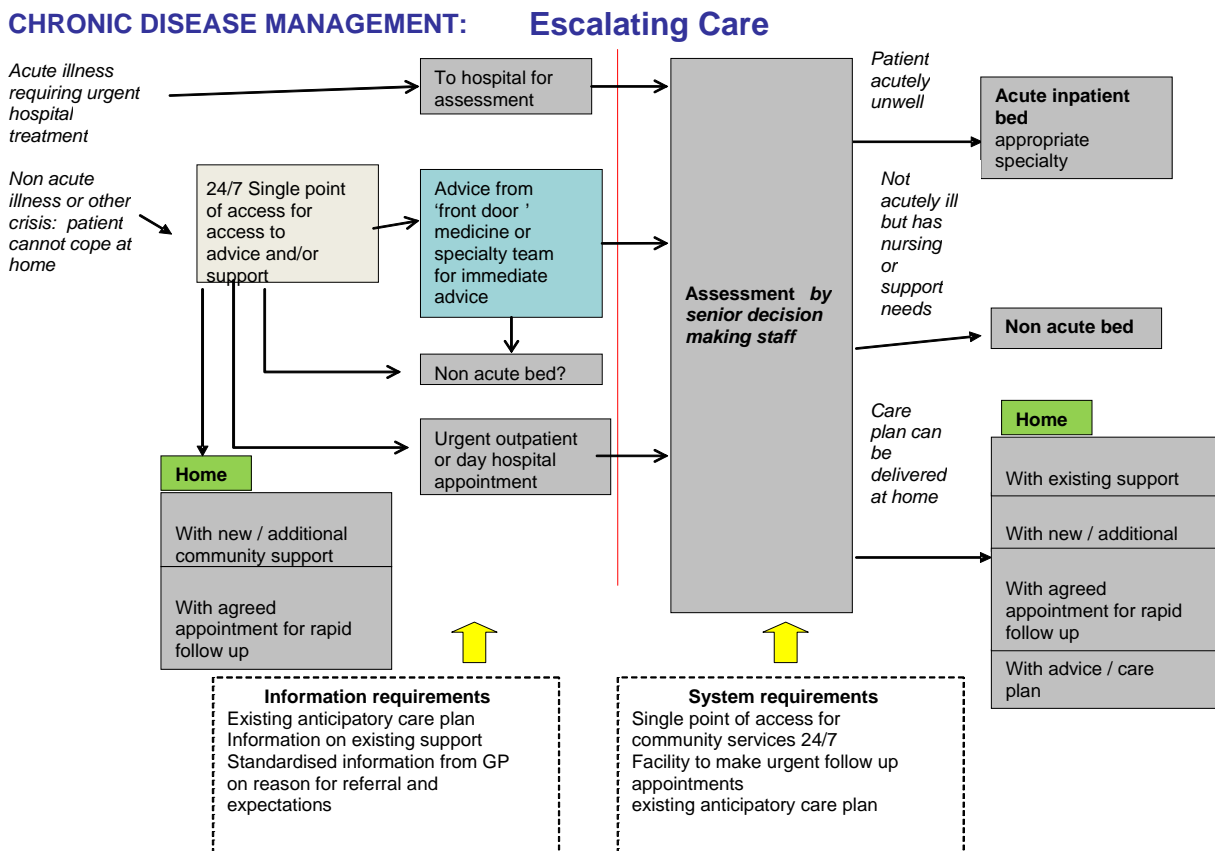 CHRONIC DISEASE MANAGEMENT: Escalating Care
Acute illness
requiring urgent
hospital
treatment
To hospital for
assessment
Patient
acutely
unwell
Acute inpatient
bed
appropriate
specialty
Non acute
illness or other
crisis: patient
cannot cope at
home
24/7 Single point
of access for
access to
advice and/or
support
Advice from
‘front door ’
medicine or
specialty team
for immediate
advice
Not
acutely ill
but has
nursing
or
support
needs
Assessment by
senior decision
making staff
Non acute bed
Non acute bed?
Urgent outpatient
or day hospital
appointment
Care
plan can
be
delivered
at home
Home
With new / additional
community support
With agreed
appointment for rapid
follow up
Home
With existing support
With new / additional
With agreed
appointment for rapid
follow up
With advice / care
plan
Information requirements
Existing anticipatory care plan
Information on existing support
Standardised information from GP
on reason for referral and
expectations
System requirements
Single point of access for
community services 24/7
Facility to make urgent follow up
appointments
existing anticipatory care plan